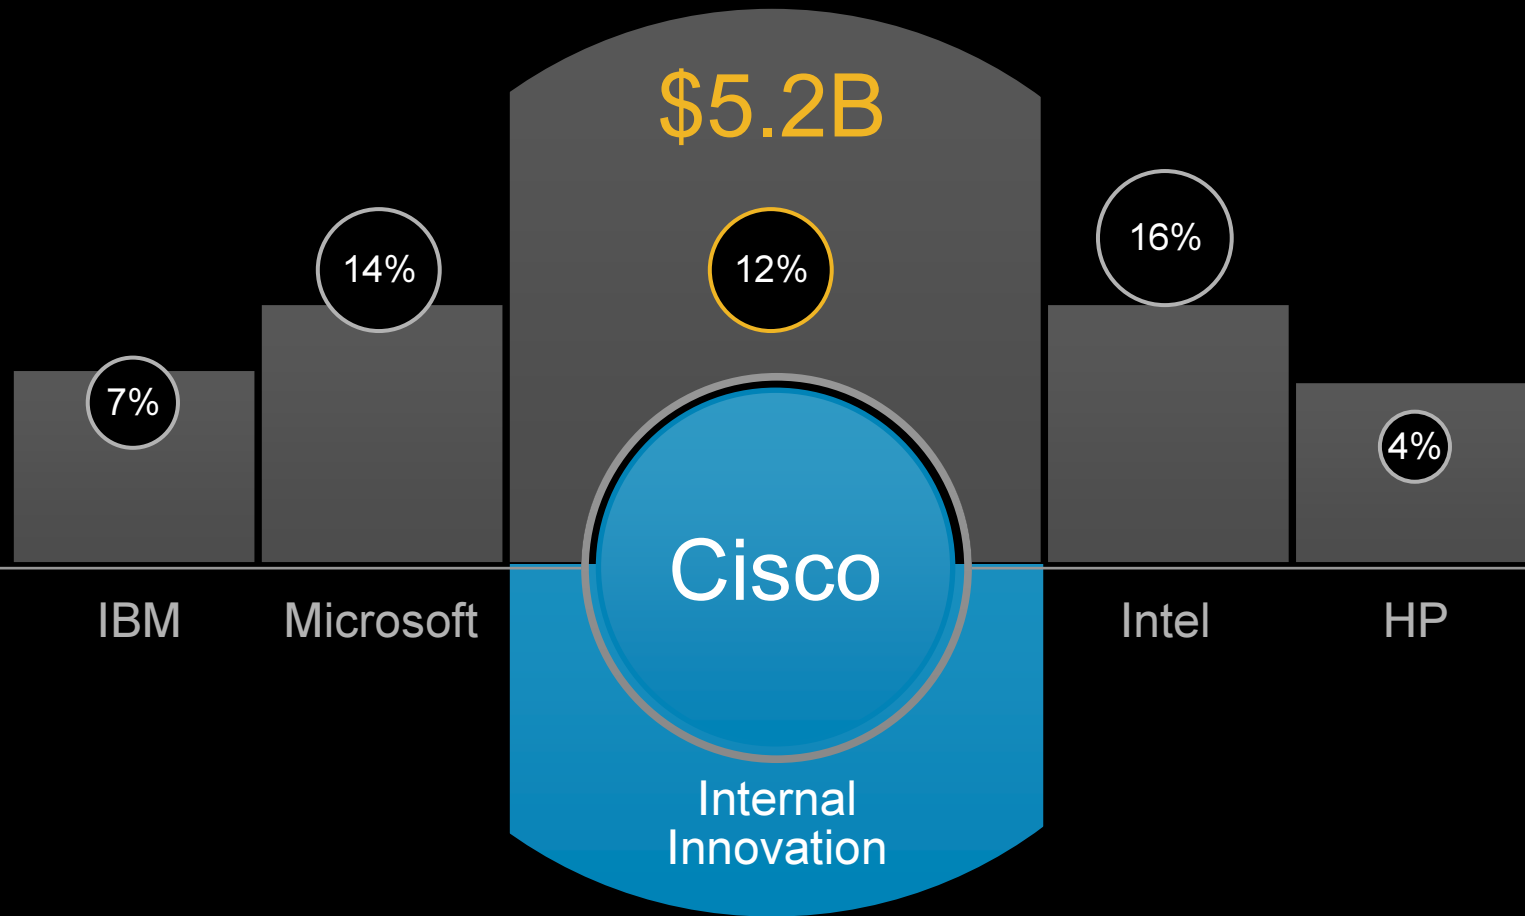 $5.2B
7%
14%
12%
16%
4%
IBM
Microsoft
Cisco
Intel
HP
Internal
Innovation